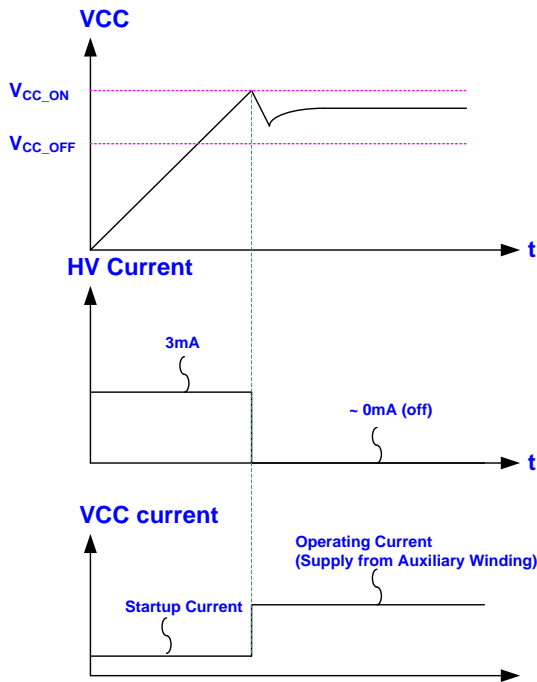 VCC
VCC_ON
VCC_OFF
t
HV Current
3mA
~ 0mA (off)
t
VCC current
Operating Current
(Supply from Auxiliary Winding)
Startup Current